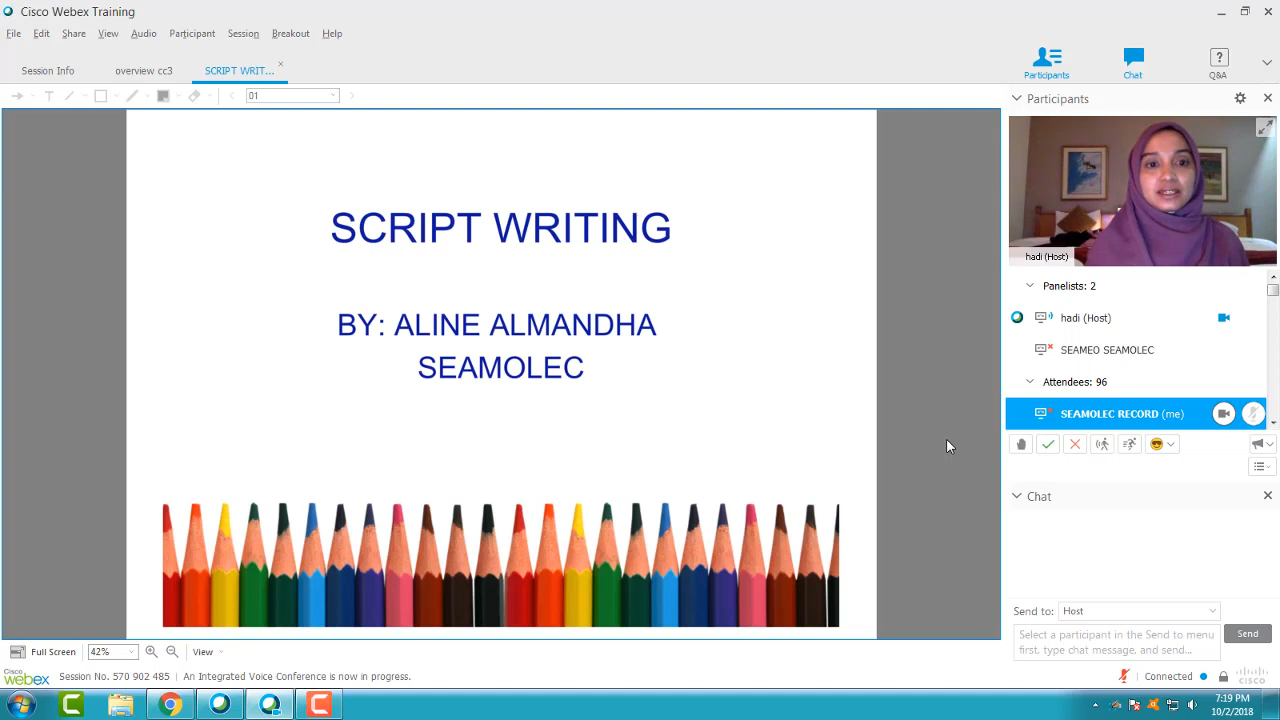 Cisco Webex Training
File Edit Share View Audio Participant Session Breakout Help
Session Info overview cc3 SCRIPT WRIT...
Participants Chat Q&A
01
Participants
SCRIPT WRITING
BY: ALINE ALMANDHA
SEAMOLEC
hadi (Host)
Panelists: 2
hadi (Host)
SEAMEO SEAMOLEC
Attendees: 96
SEAMOLEC RECORD (me)
Chat
Send to: Host
Select a participant in the Send to menu
first, type chat message, and send...
Send
Full Screen 42% View
Cisco
webex
Session No. 570 902 485 An Integrated Voice Conference is now in progress.
Connected
cisco
7:19 PM
10/2/2018